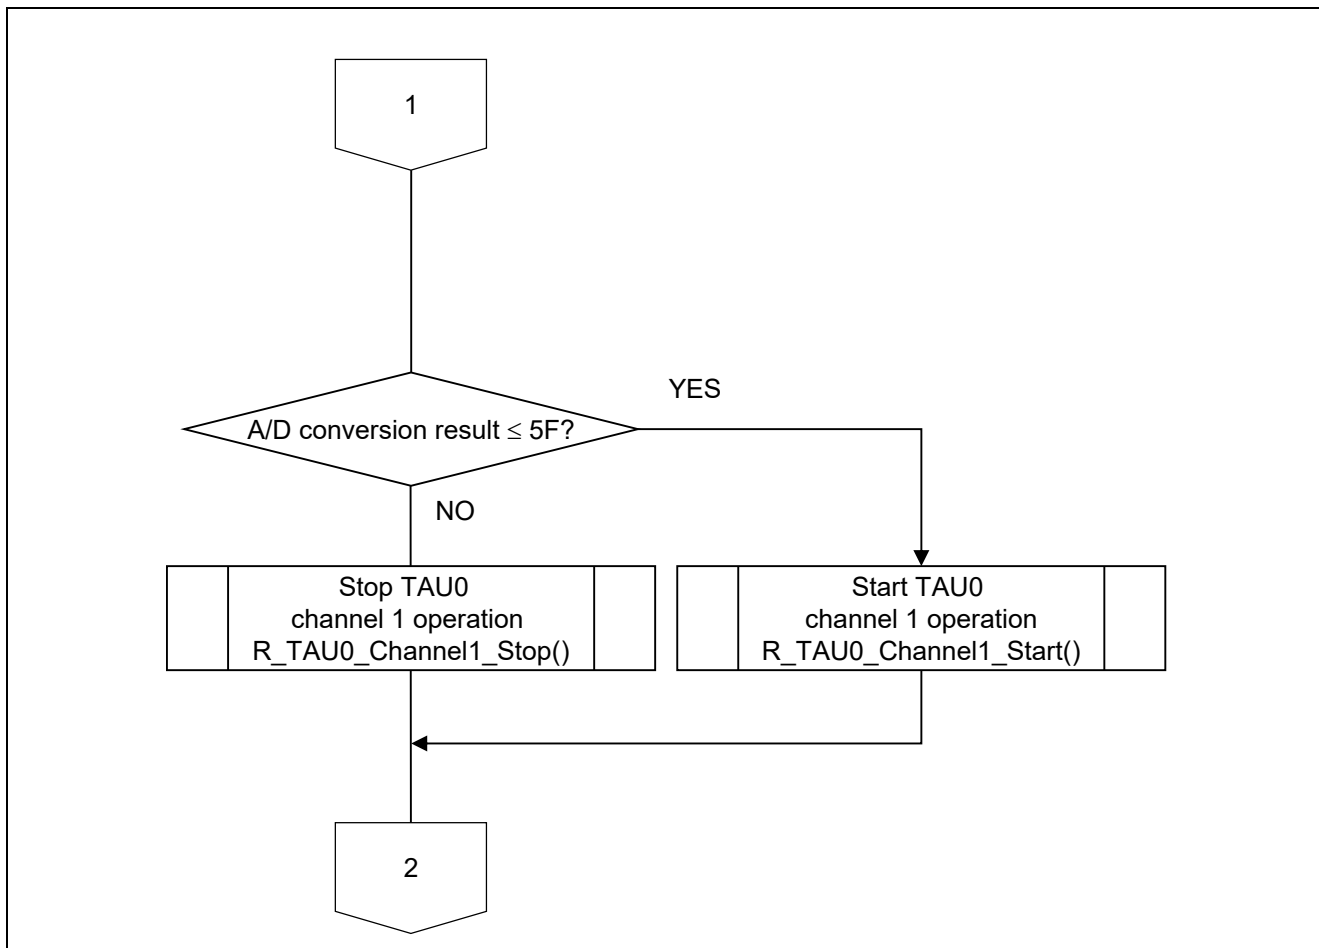 1
A/D conversion result ≤ 5F?
YES
NO
Stop TAU0
channel 1 operation
R_TAU0_Channel1_Stop()
Start TAU0
channel 1 operation
R_TAU0_Channel1_Start()
2